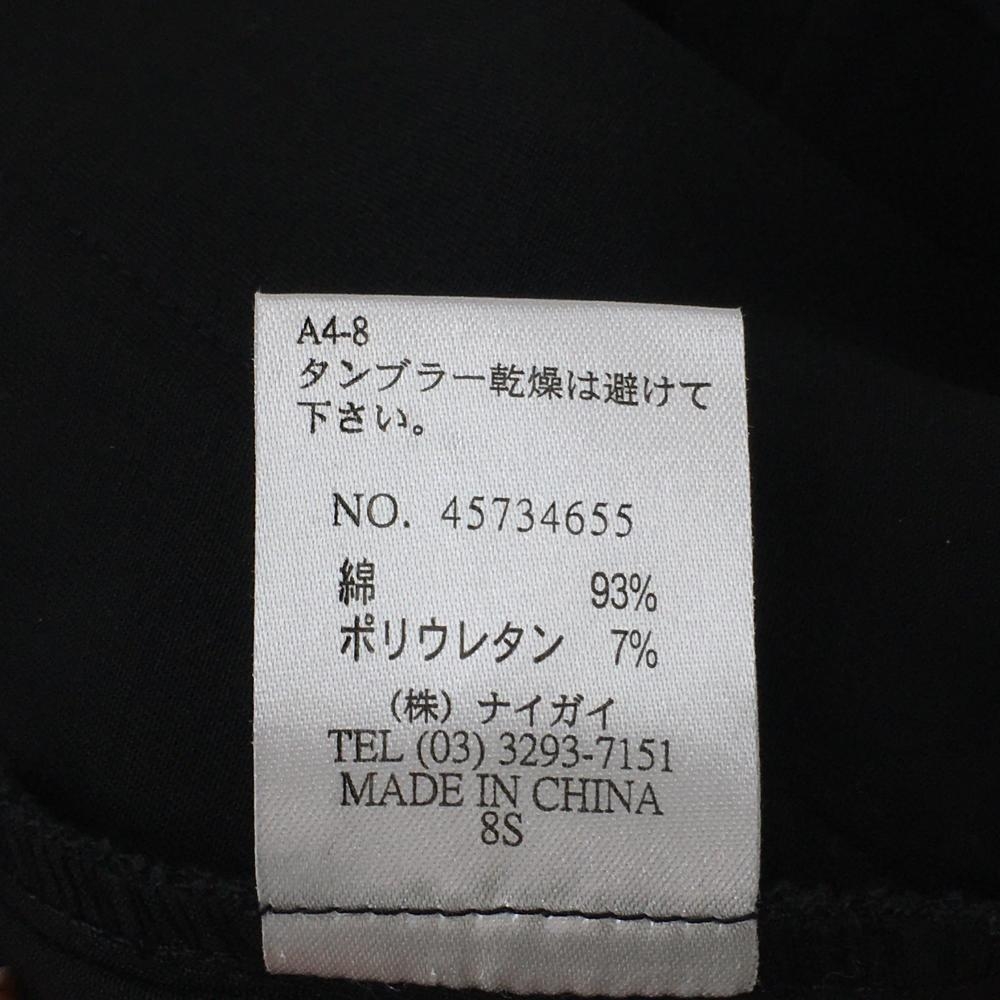 A4-8
タンブラー乾燥は避けて
下さい。
NO. 45734655
綿 93%
ポリウレタン 7%
(株) ナイガイ
TEL (03) 3293-7151
MADE IN CHINA
8S